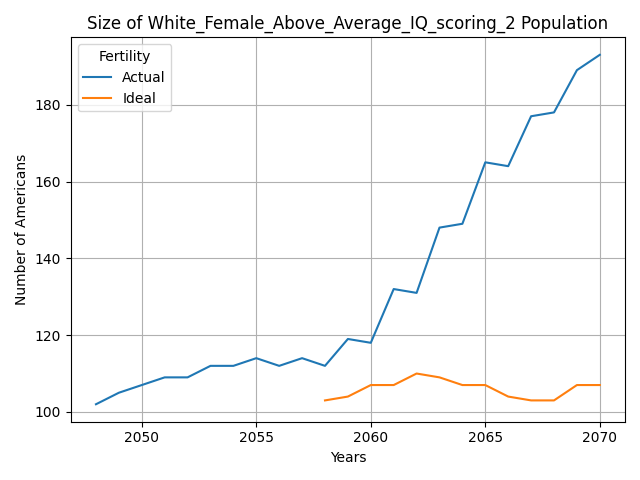 Size of White_Female_Above_Average_IQ_scoring_2 Population
Fertility
Actual
Ideal
180
160
140
120
100
Number of Americans
2050 2055 2060 2065 2070
Years